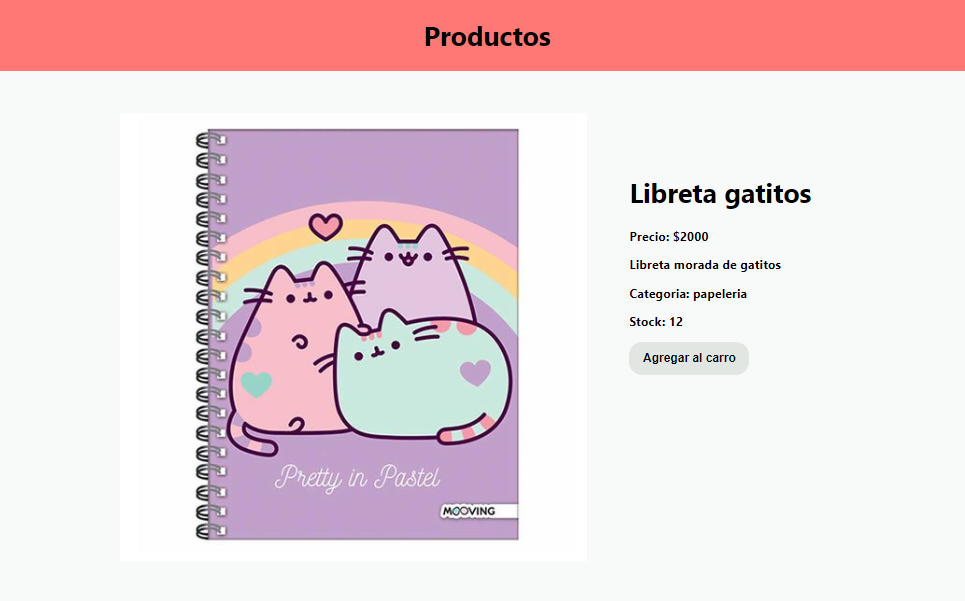 Productos
Pretty in Pastel
MOOVING
Libreta gatitos
Precio: $2000
Libreta morada de gatitos
Categoria: papeleria
Stock: 12
Agregar al carro